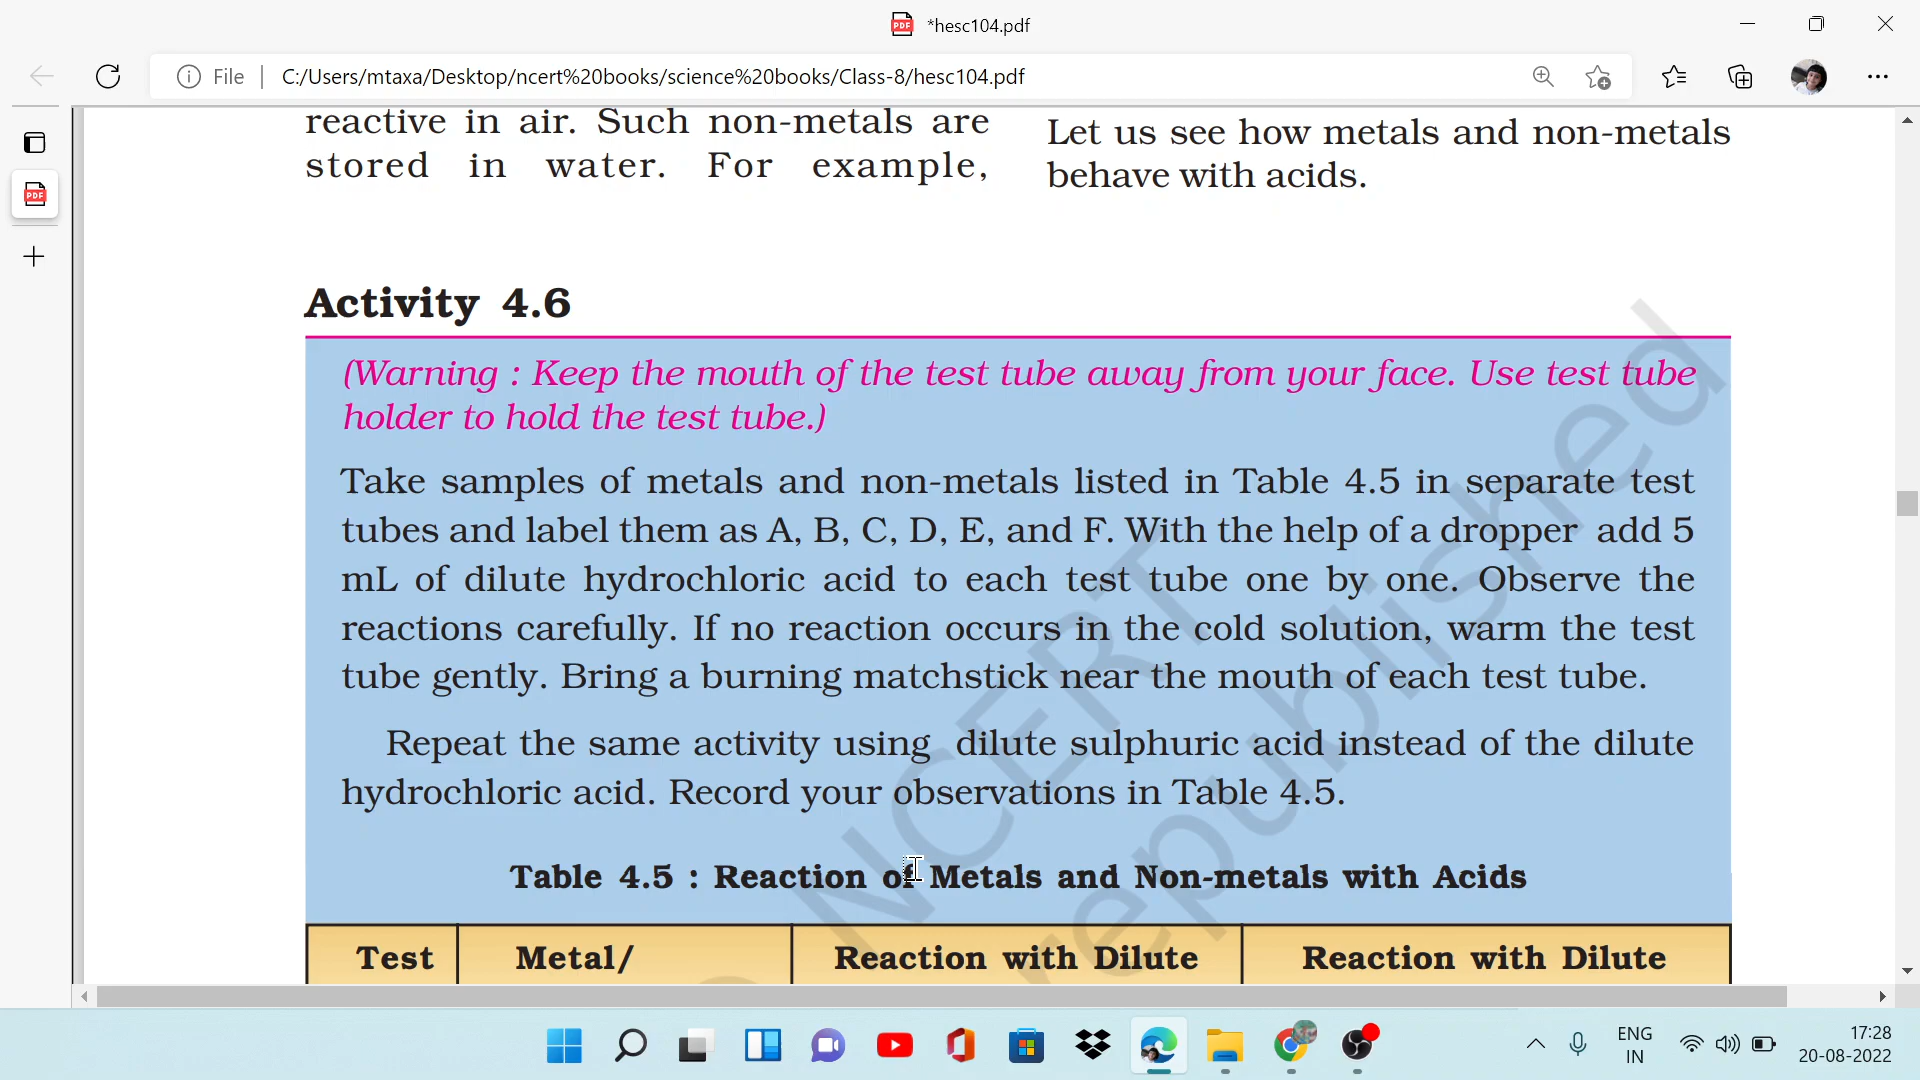 *hesc104.pdf
File
C:/Users/mtaxa/Desktop/ncert%20books/science%20books/Class-8/hesc104.pdf
reactive in air. Such non-metals are
stored in water. For example,
Let us see how metals and non-metals
behave with acids.
Activity 4.6
(Warning : Keep the mouth of the test tube away from your face. Use test tube
holder to hold the test tube.)
Take samples of metals and non-metals listed in Table 4.5 in separate test
tubes and label them as A, B, C, D, E, and F. With the help of a dropper add 5
mL of dilute hydrochloric acid to each test tube one by one. Observe the
reactions carefully. If no reaction occurs in the cold solution, warm the test
tube gently. Bring a burning matchstick near the mouth of each test tube.
Repeat the same activity using dilute sulphuric acid instead of the dilute
hydrochloric acid. Record your observations in Table 4.5.
Table 4.5 : Reaction of Metals and Non-metals with Acids
Test
Metal/
Reaction with Dilute
Reaction with Dilute
NCERT
republished
PDF
PDF
ENG
IN
17:28
20-08-2022